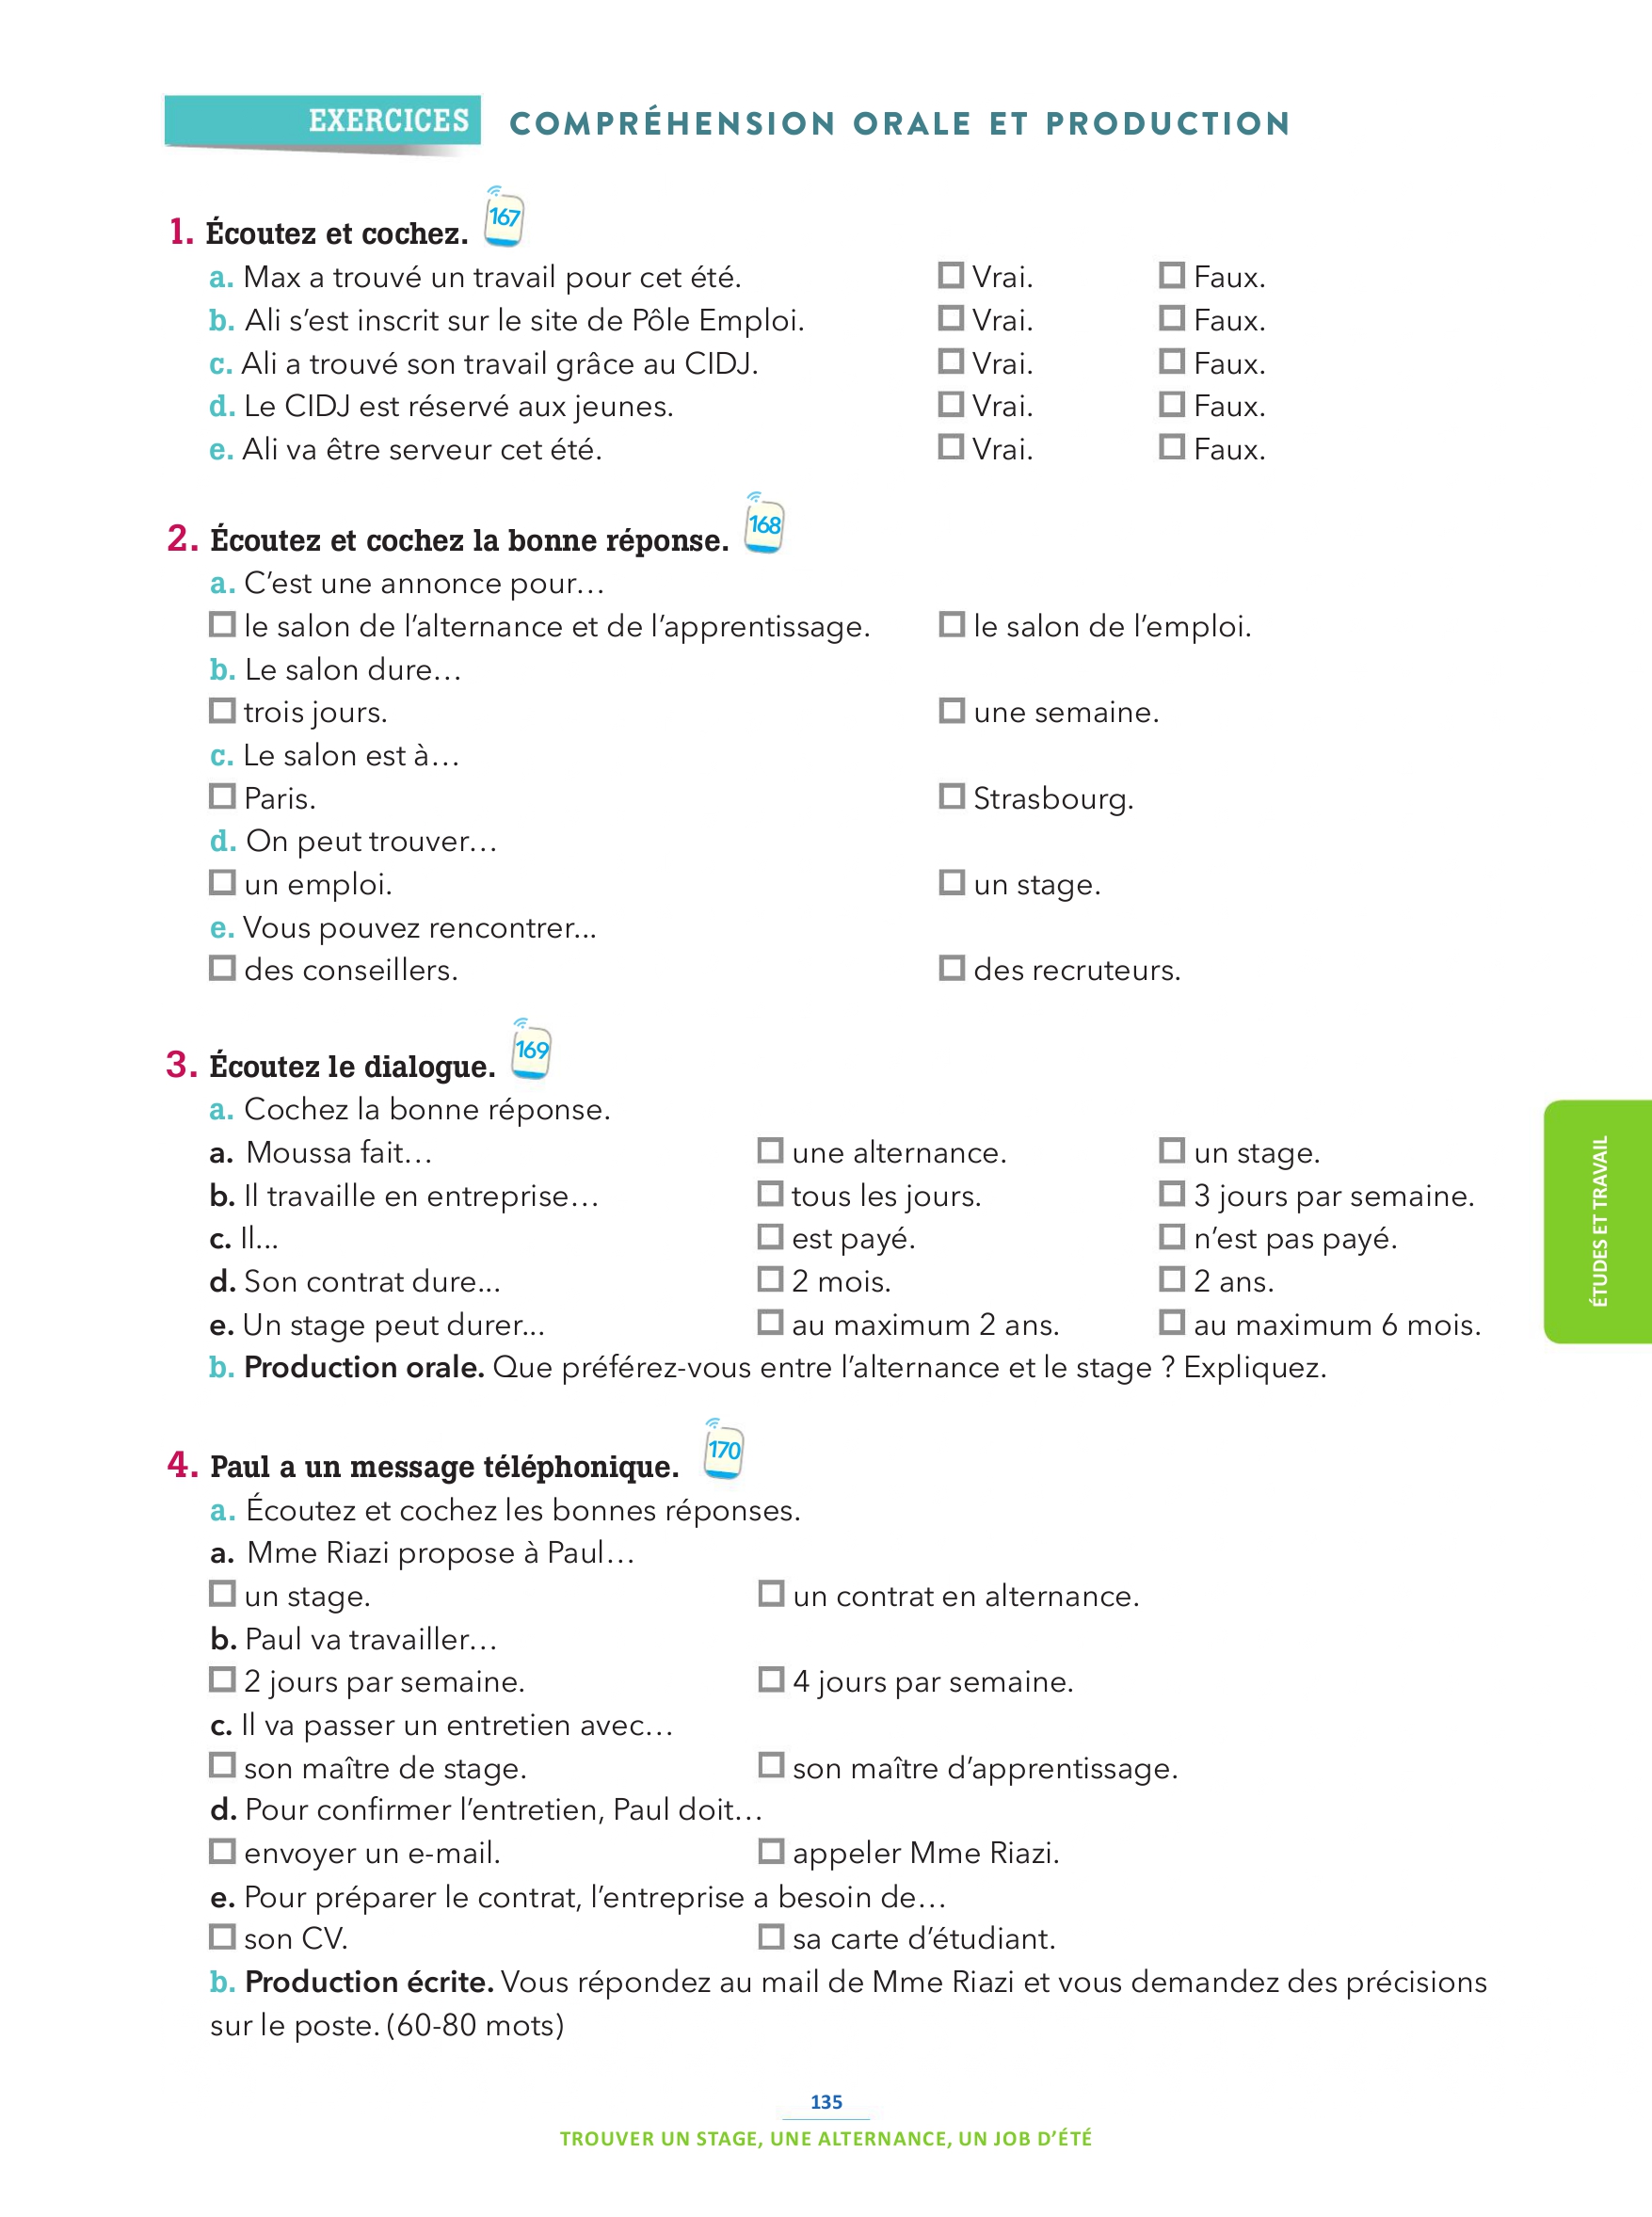 EXERCICES COMPRÉHENSION ORALE ET PRODUCTION
1. Écoutez et cochez. 167
a. Max a trouvé un travail pour cet été. Vrai. Faux.
b. Ali s’est inscrit sur le site de Pôle Emploi. Vrai. Faux.
c. Ali a trouvé son travail grâce au CIDJ. Vrai. Faux.
d. Le CIDJ est réservé aux jeunes. Vrai. Faux.
e. Ali va être serveur cet été. Vrai. Faux.
2. Écoutez et cochez la bonne réponse. 168
a. C’est une annonce pour…
le salon de l’alternance et de l’apprentissage. le salon de l’emploi.
b. Le salon dure…
trois jours. une semaine.
c. Le salon est à…
Paris. Strasbourg.
d. On peut trouver…
un emploi. un stage.
e. Vous pouvez rencontrer...
des conseillers. des recruteurs.
3. Écoutez le dialogue. 169
a. Cochez la bonne réponse.
a. Moussa fait… une alternance. un stage.
b. Il travaille en entreprise… tous les jours. 3 jours par semaine.
c. Il... est payé. n’est pas payé.
d. Son contrat dure... 2 mois. 2 ans.
e. Un stage peut durer... au maximum 2 ans. au maximum 6 mois.
b. Production orale. Que préférez-vous entre l’alternance et le stage ? Expliquez.
4. Paul a un message téléphonique. 170
a. Écoutez et cochez les bonnes réponses.
a. Mme Riazi propose à Paul…
un stage. un contrat en alternance.
b. Paul va travailler…
2 jours par semaine. 4 jours par semaine.
c. Il va passer un entretien avec…
son maître de stage. son maître d’apprentissage.
d. Pour confirmer l’entretien, Paul doit…
envoyer un e-mail. appeler Mme Riazi.
e. Pour préparer le contrat, l’entreprise a besoin de…
son CV. sa carte d’étudiant.
b. Production écrite. Vous répondez au mail de Mme Riazi et vous demandez des précisions
sur le poste. (60-80 mots)
ÉTUDES ET TRAVAIL
135
TROUVER UN STAGE, UNE ALTERNANCE, UN JOB D’ÉTÉ